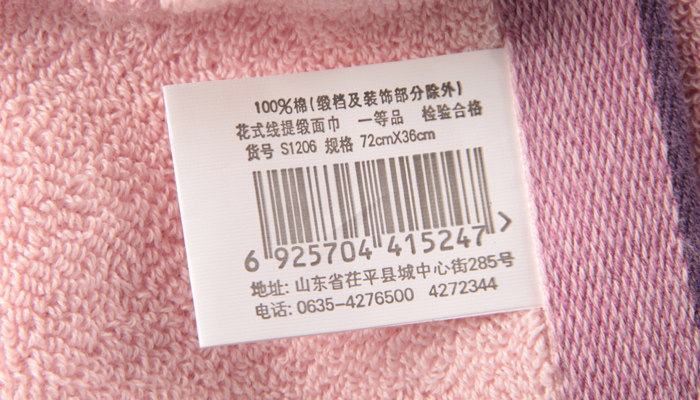 100%棉(缎档及装饰部分除外)
花式线提缎面巾 一等品 检验合格
货号 S1206 规格 72cmX36cm
6 925704 415247 >
地址: 山东省茌平县城中心街285号
电话: 0635-4276500 4272344